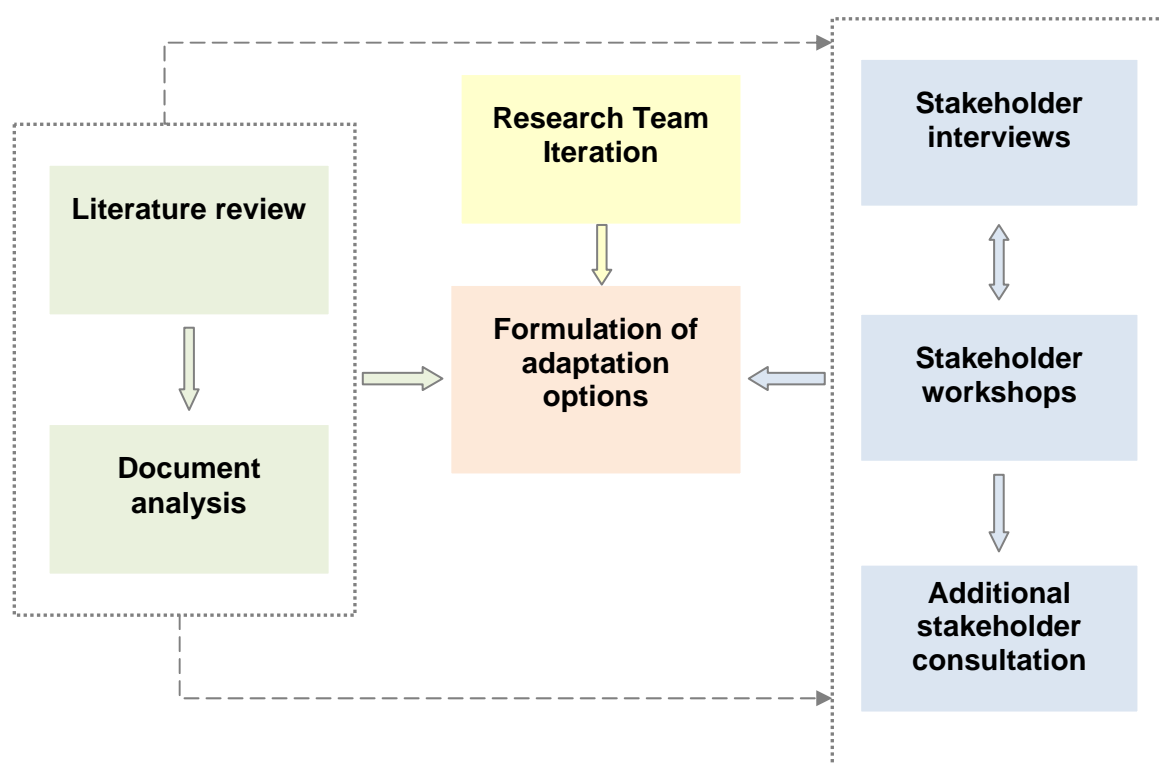 Literature review
Document
analysis
Research Team
Iteration
Formulation of
adaptation
options
Stakeholder
interviews
Stakeholder
workshops
Additional
stakeholder
consultation